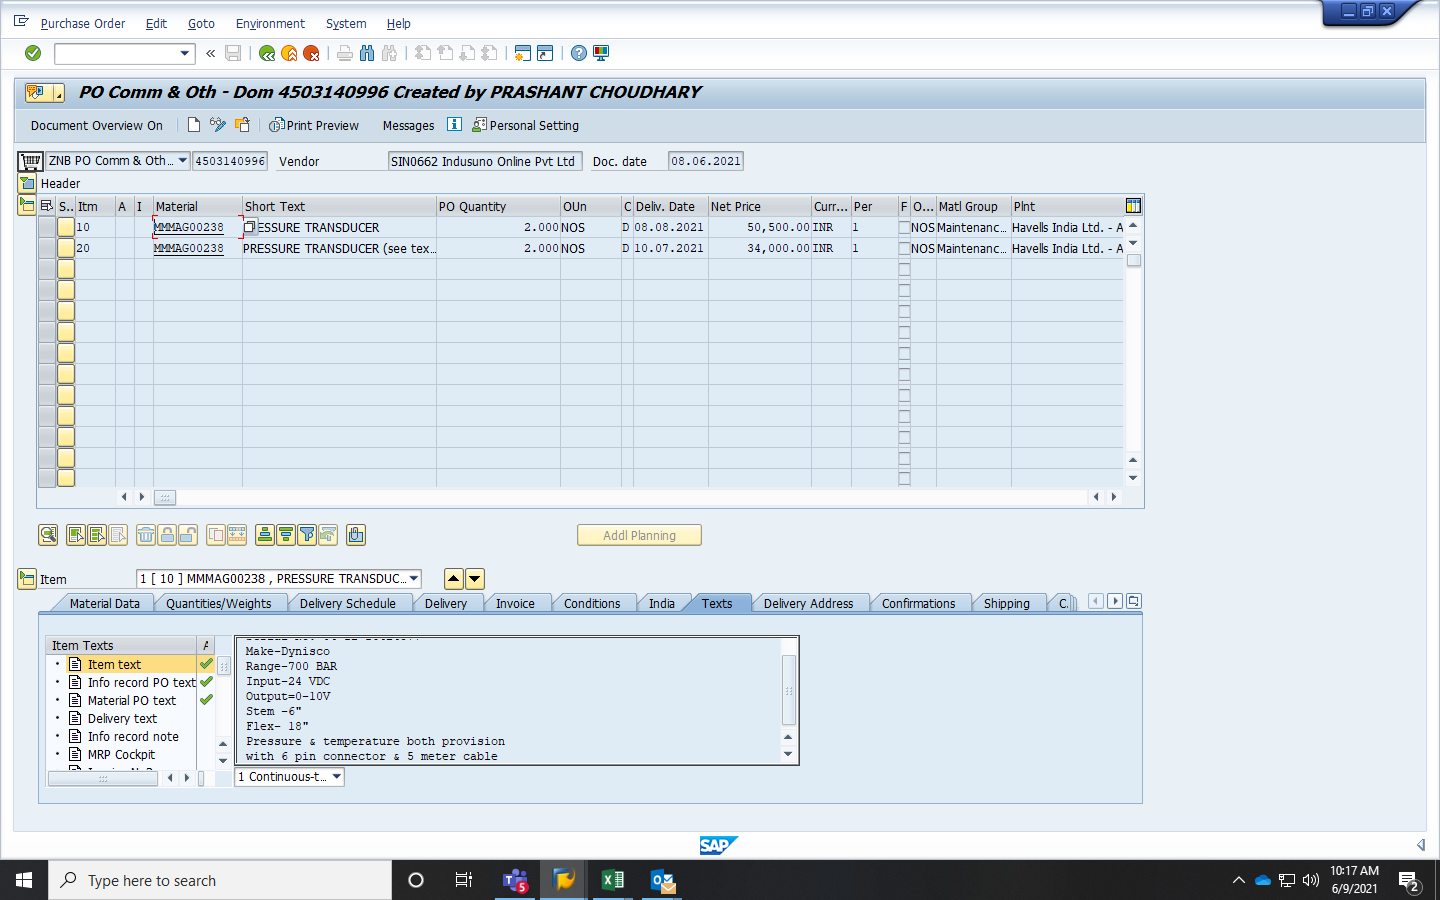 Purchase Order Edit Goto Environment System Help
PO Comm & Oth - Dom 4503140996 Created by PRASHANT CHOUDHARY
Document Overview On Print Preview Messages Personal Setting
ZNB PO Comm & Oth... 4503140996 Vendor SIN0662 Indusuno Online Pvt Ltd Doc. date 08.06.2021
Header
S.. Itm A I Material Short Text PO Quantity OUn C Deliv. Date Net Price Curr... Per F O... Matl Group Plnt
10 MMMAG00238 ESSURE TRANSDUCER 2.000 NOS D 08.08.2021 50,500.00 INR 1 NOS Maintenanc... Havells India Ltd. - A
20 MMMAG00238 PRESSURE TRANSDUCER (see tex... 2.000 NOS D 10.07.2021 34,000.00 INR 1 NOS Maintenanc... Havells India Ltd. - A
Addl Planning
Item 1 [ 10 ] MMMAG00238 , PRESSURE TRANSDUC...
Material Data Quantities/Weights Delivery Schedule Delivery Invoice Conditions India Texts Delivery Address Confirmations Shipping C.
Item Texts A
Item text
Info record PO text
Material PO text
Delivery text
Info record note
MRP Cockpit
Make-Dynisco
Range-700 BAR
Input-24 VDC
Output=0-10V
Stem -6"
Flex- 18"
Pressure & temperature both provision
with 6 pin connector & 5 meter cable
1 Continuous-t...
SAP
Type here to search
5
10:17 AM
6/9/2021
2